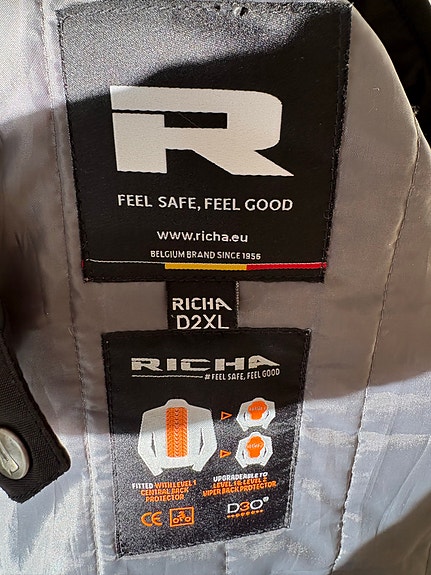 R
FEEL SAFE, FEEL GOOD
www.richa.eu
BELGIUM BRAND SINCE 1956
RICHA
D2XL
RICHA
# FEEL SAFE, FEEL GOOD
FITTED WITH LEVEL 1
CENTRAL BACK
PROTECTOR
UPGRADEABLE TO
LEVEL 1 & LEVEL 2
VIPER BACK PROTECTOR
CE
D3O®